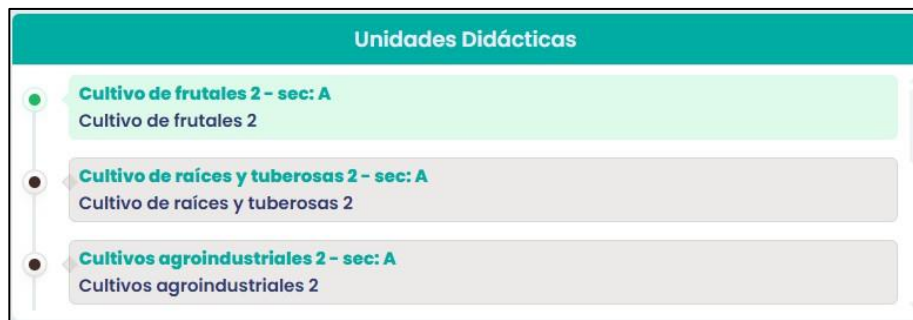 Unidades Didácticas
Cultivo de frutales 2 - sec: A
Cultivo de frutales 2
Cultivo de raíces y tuberosas 2 - sec: A
Cultivo de raíces y tuberosas 2
Cultivos agroindustriales 2 - sec: A
Cultivos agroindustriales 2